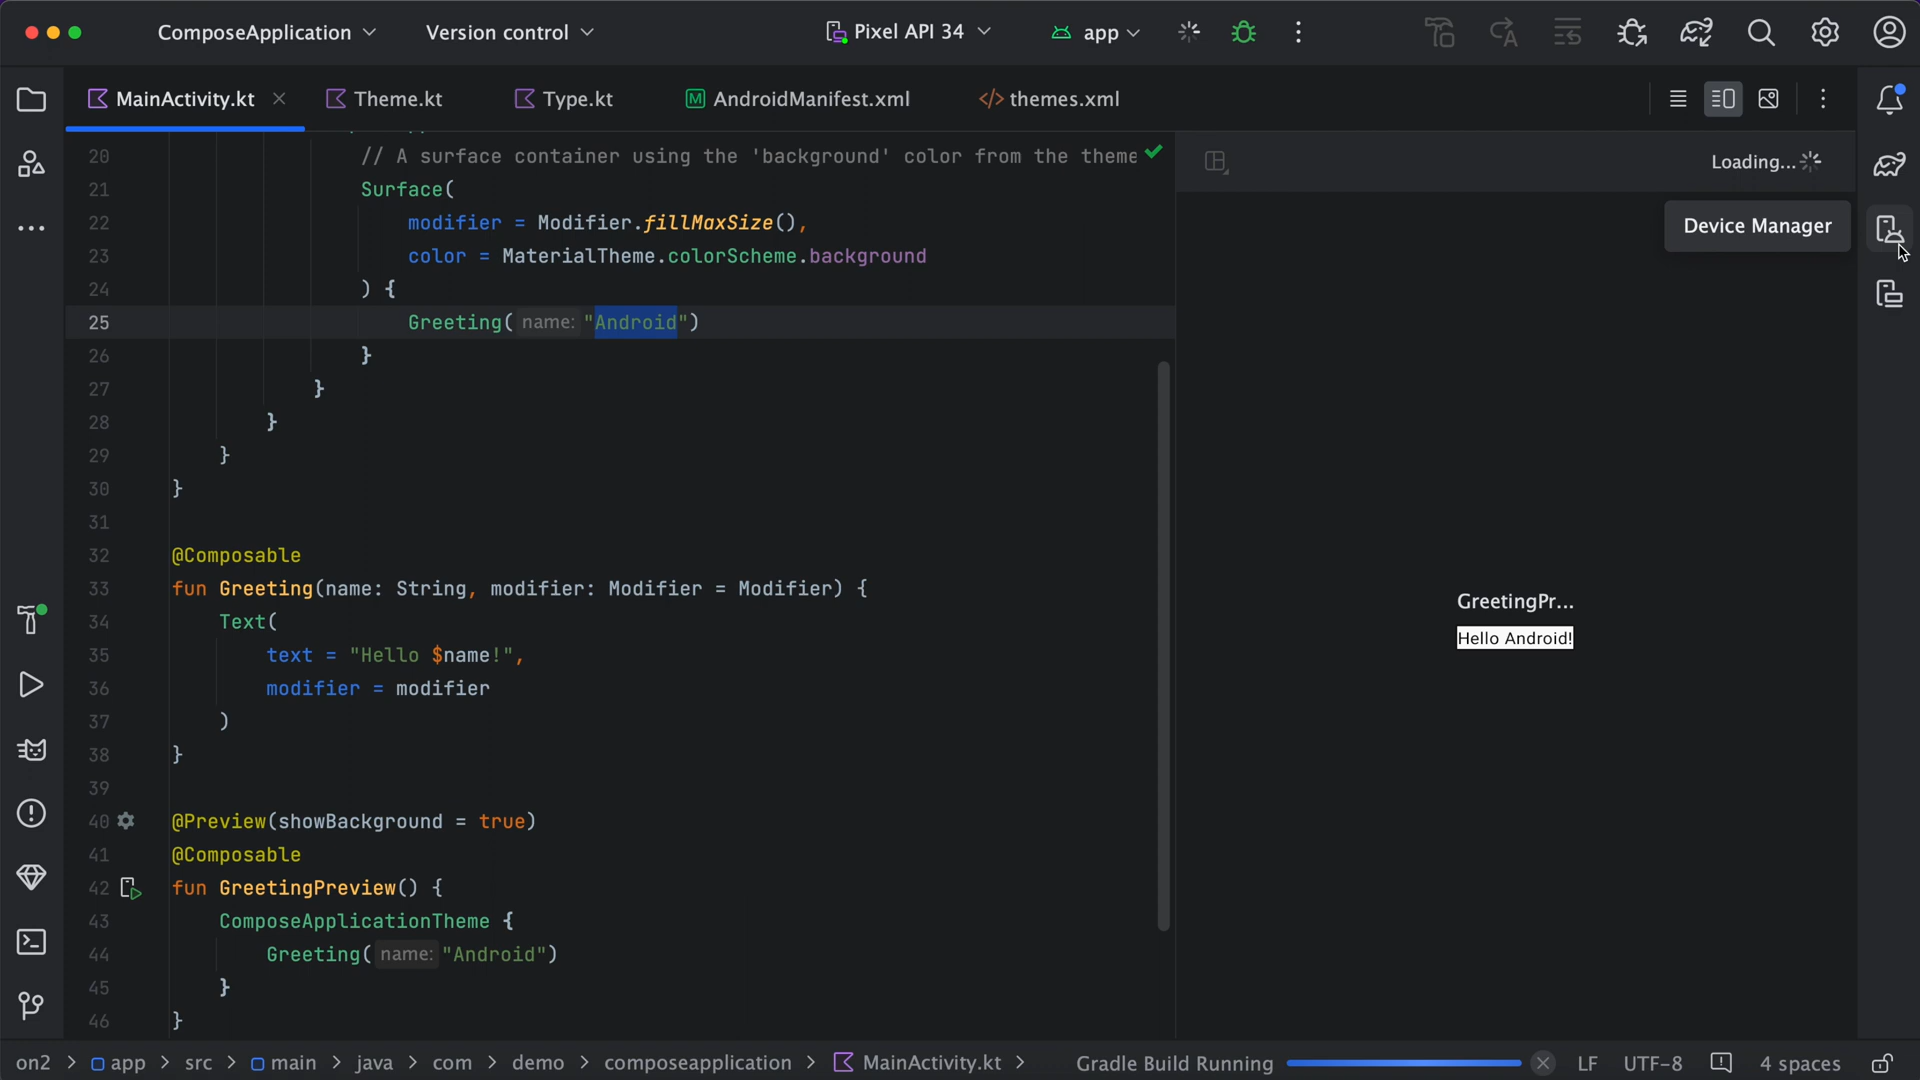 ComposeApplication
Version control
Pixel API 34
app
MainActivity.kt
Theme.kt
Type.kt
AndroidManifest.xml
</> themes.xml
Loading...
Device Manager
20 // A surface container using the 'background' color from the theme
21 Surface(
22 modifier = Modifier.fillMaxSize(),
23 color = MaterialTheme.colorScheme.background
24 ) {
25 Greeting( name: "Android")
26 }
27 }
28 }
29 }
30 }
31
32 @Composable
33 fun Greeting(name: String, modifier: Modifier = Modifier) {
34 Text(
35 text = "Hello $name!",
36 modifier = modifier
37 )
38 }
39
40 @Preview(showBackground = true)
41 @Composable
42 fun GreetingPreview() {
43 ComposeApplicationTheme {
44 Greeting( name: "Android")
45 }
46 }
GreetingPr...
Hello Android!
on2 > app > src > main > java > com > demo > composeapplication > MainActivity.kt >
Gradle Build Running
LF
UTF-8
4 spaces